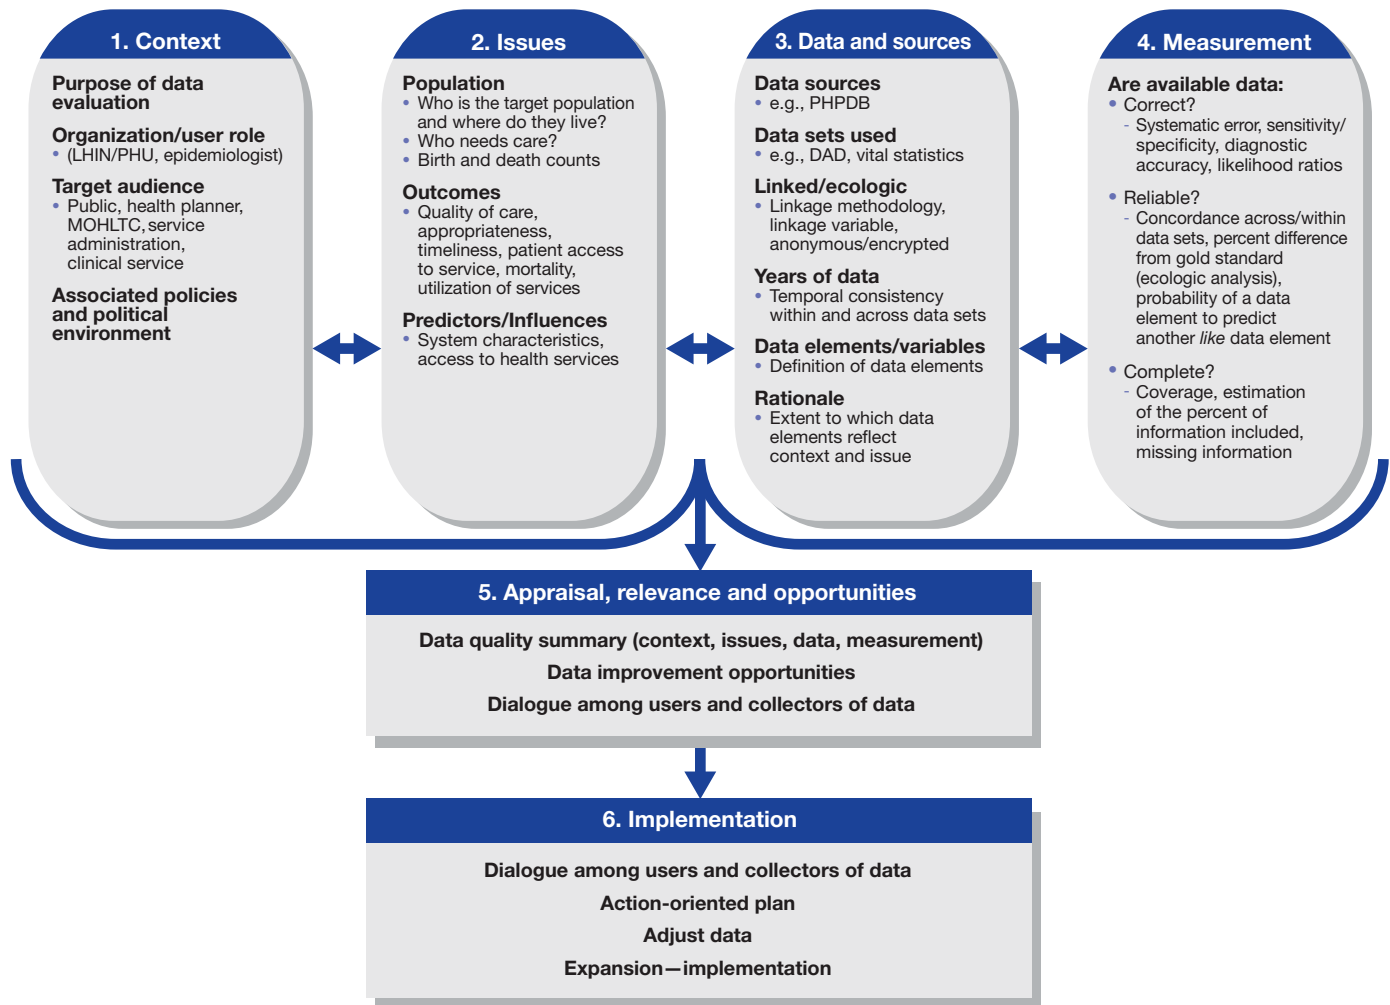 1. Context
Purpose of data
evaluation
Organization/user role
• (LHIN/PHU, epidemiologist)
Target audience
• Public, health planner,
MOHLTC, service
administration,
clinical service
Associated policies
and political
environment
2. Issues
Population
• Who is the target population
and where do they live?
• Who needs care?
• Birth and death counts
Outcomes
• Quality of care,
appropriateness,
timeliness, patient access
to service, mortality,
utilization of services
Predictors/Influences
• System characteristics,
access to health services
3. Data and sources
Data sources
• e.g., PHPDB
Data sets used
• e.g., DAD, vital statistics
Linked/ecologic
• Linkage methodology,
linkage variable,
anonymous/encrypted
Years of data
• Temporal consistency
within and across data sets
Data elements/variables
• Definition of data elements
Rationale
• Extent to which data
elements reflect
context and issue
4. Measurement
Are available data:
• Correct?
- Systematic error, sensitivity/
specificity, diagnostic
accuracy, likelihood ratios
• Reliable?
- Concordance across/within
data sets, percent difference
from gold standard
(ecologic analysis),
probability of a data
element to predict
another like data element
• Complete?
- Coverage, estimation
of the percent of
information included,
missing information
5. Appraisal, relevance and opportunities
Data quality summary (context, issues, data, measurement)
Data improvement opportunities
Dialogue among users and collectors of data
6. Implementation
Dialogue among users and collectors of data
Action-oriented plan
Adjust data
Expansion—implementation